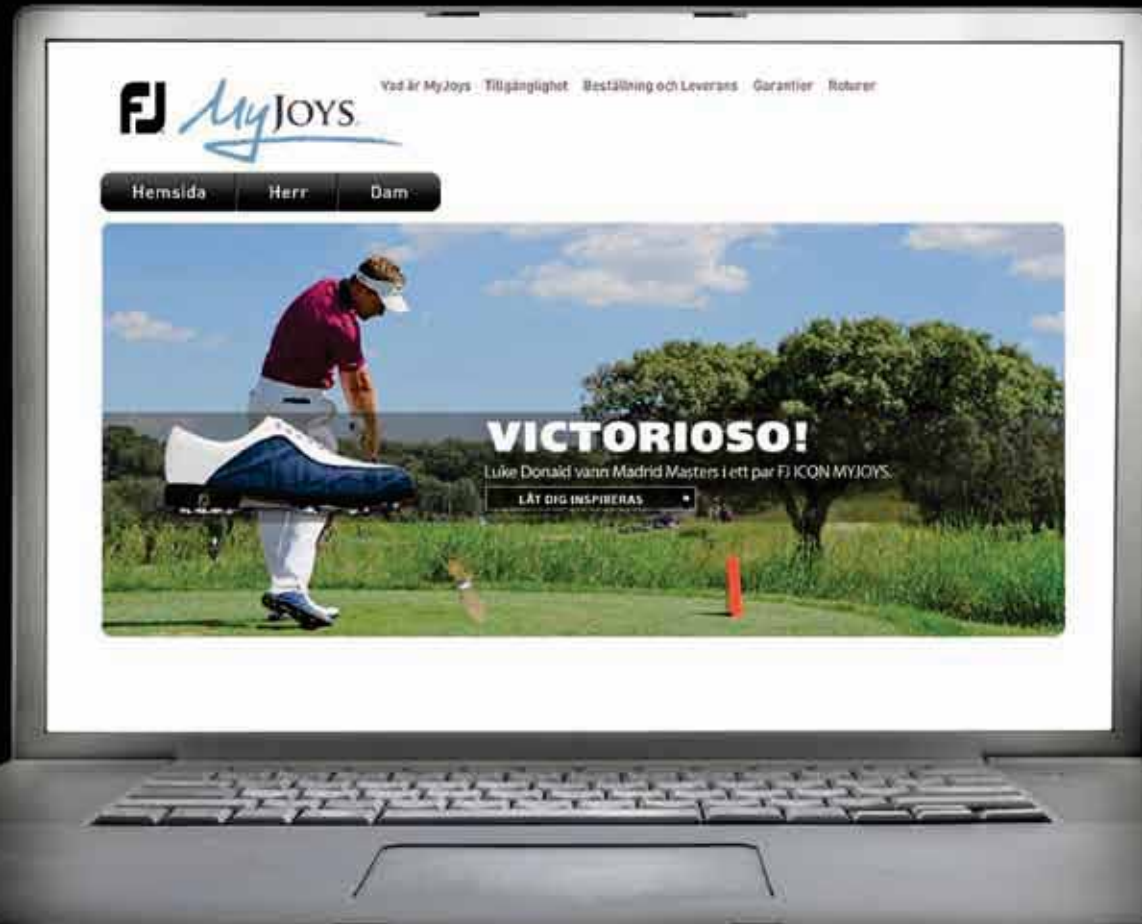 FJ MyJOYS
Vad är MyJoys Tillgänglighet Beställning och Leverans Garantier Returer
Hemsida Herr Dam
VICTORIOSO!
Luke Donald vann Madrid Masters i ett par FJ ICON MYJOYS.
LÅT DIG INSPIRERAS